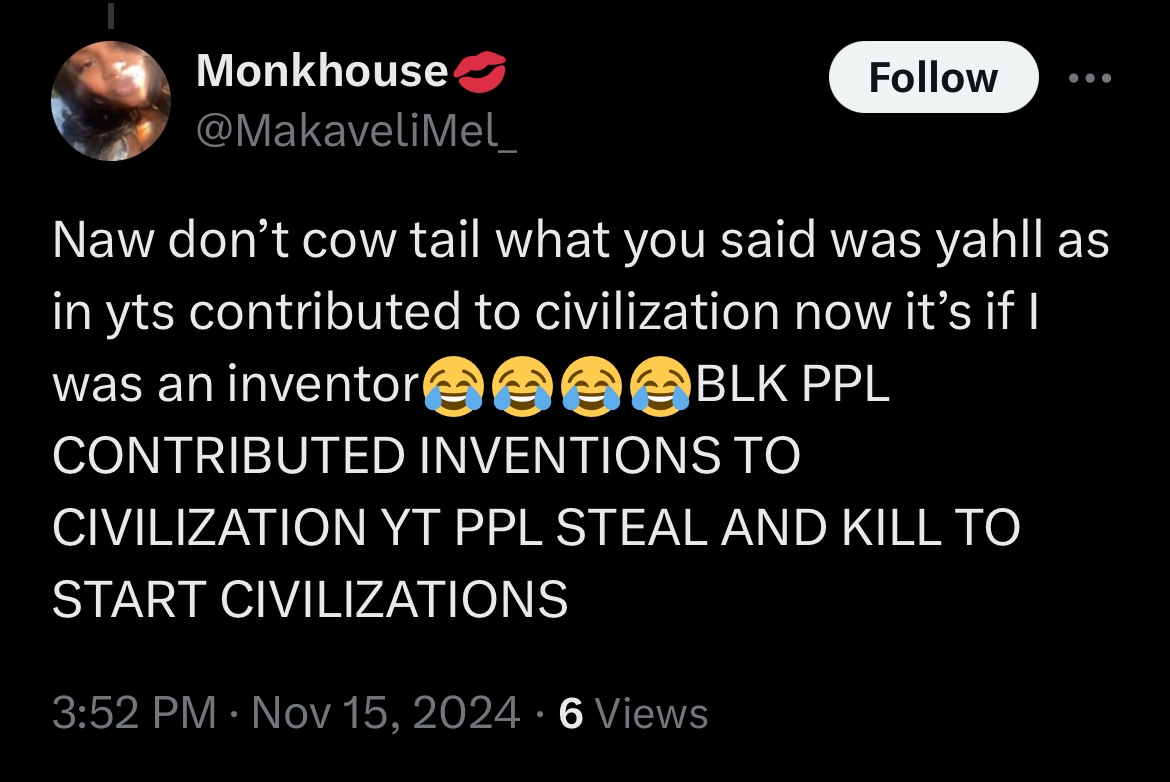 Monkhouse💋
@MakaveliMel_
Follow
Naw don’t cow tail what you said was yahll as
in yts contributed to civilization now it’s if I
was an inventor😂😂😂😂BLK PPL
CONTRIBUTED INVENTIONS TO
CIVILIZATION YT PPL STEAL AND KILL TO
START CIVILIZATIONS
3:52 PM · Nov 15, 2024 · 6 Views